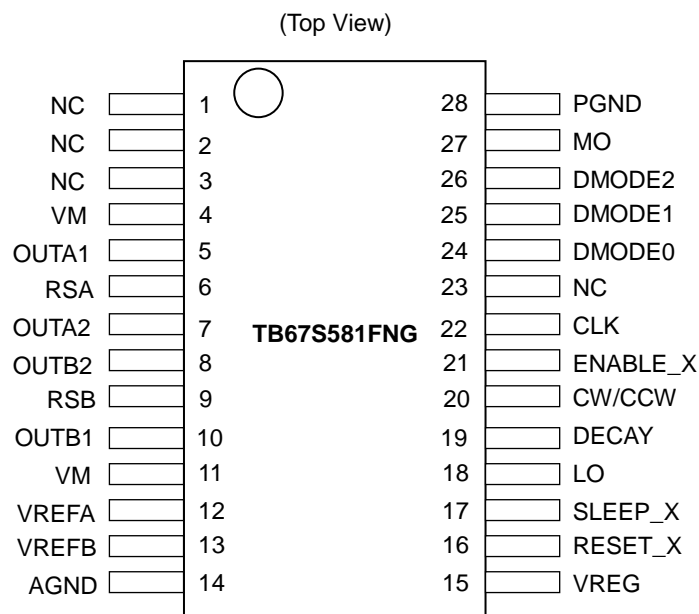 (Top View)
NC 1 28 PGND
NC 2 27 MO
NC 3 26 DMODE2
VM 4 25 DMODE1
OUTA1 5 24 DMODE0
RSA 6 23 NC
OUTA2 7 TB67S581FNG 22 CLK
OUTB2 8 21 ENABLE_X
RSB 9 20 CW/CCW
OUTB1 10 19 DECAY
VM 11 18 LO
VREFA 12 17 SLEEP_X
VREFB 13 16 RESET_X
AGND 14 15 VREG